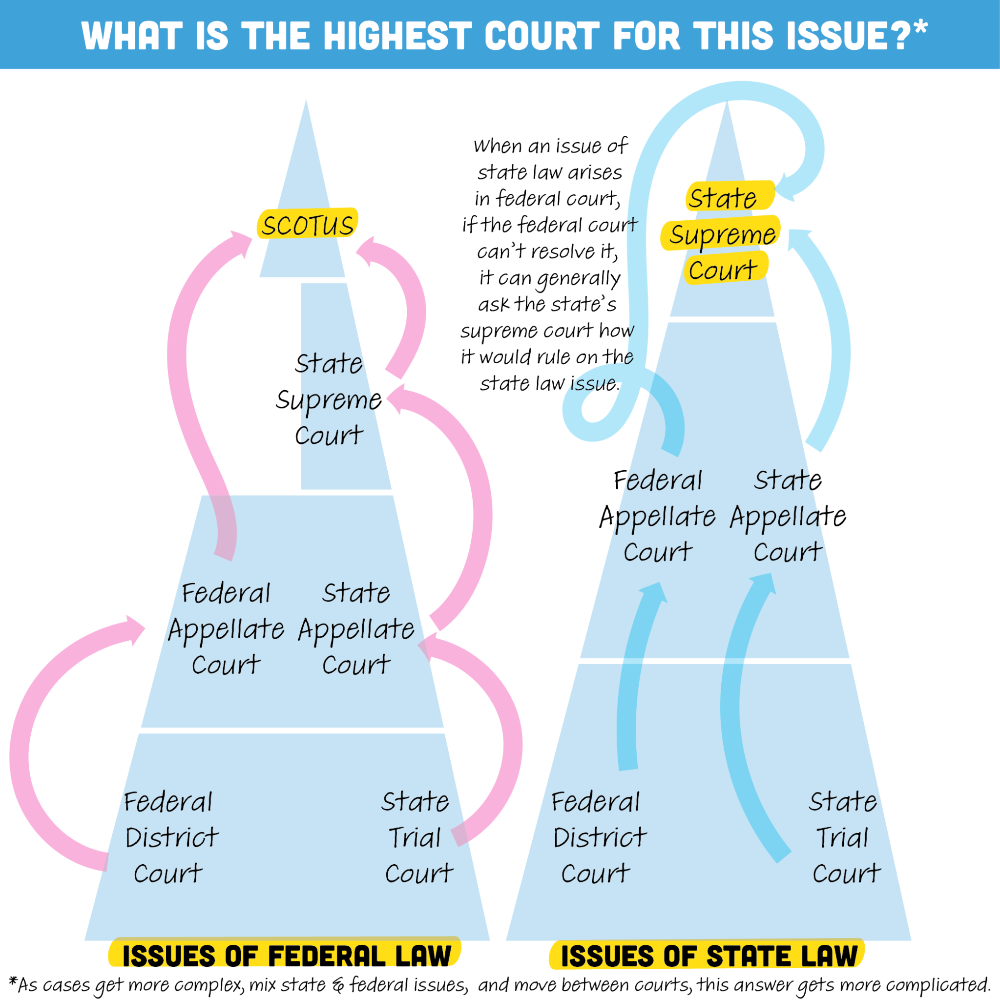 WHAT IS THE HIGHEST COURT FOR THIS ISSUE?*
SCOTUS
State
Supreme
Court
Federal
Appellate
Court
State
Appellate
Court
Federal
District
Court
State
Trial
Court
ISSUES OF FEDERAL LAW
When an issue of
state law arises
in federal court,
if the federal court
can't resolve it,
it can generally
ask the state's
supreme court how
it would rule on the
state law issue.
State
Supreme
Court
Federal
Appellate
Court
State
Appellate
Court
Federal
District
Court
State
Trial
Court
ISSUES OF STATE LAW
*As cases get more complex, mix state & federal issues, and move between courts, this answer gets more complicated.